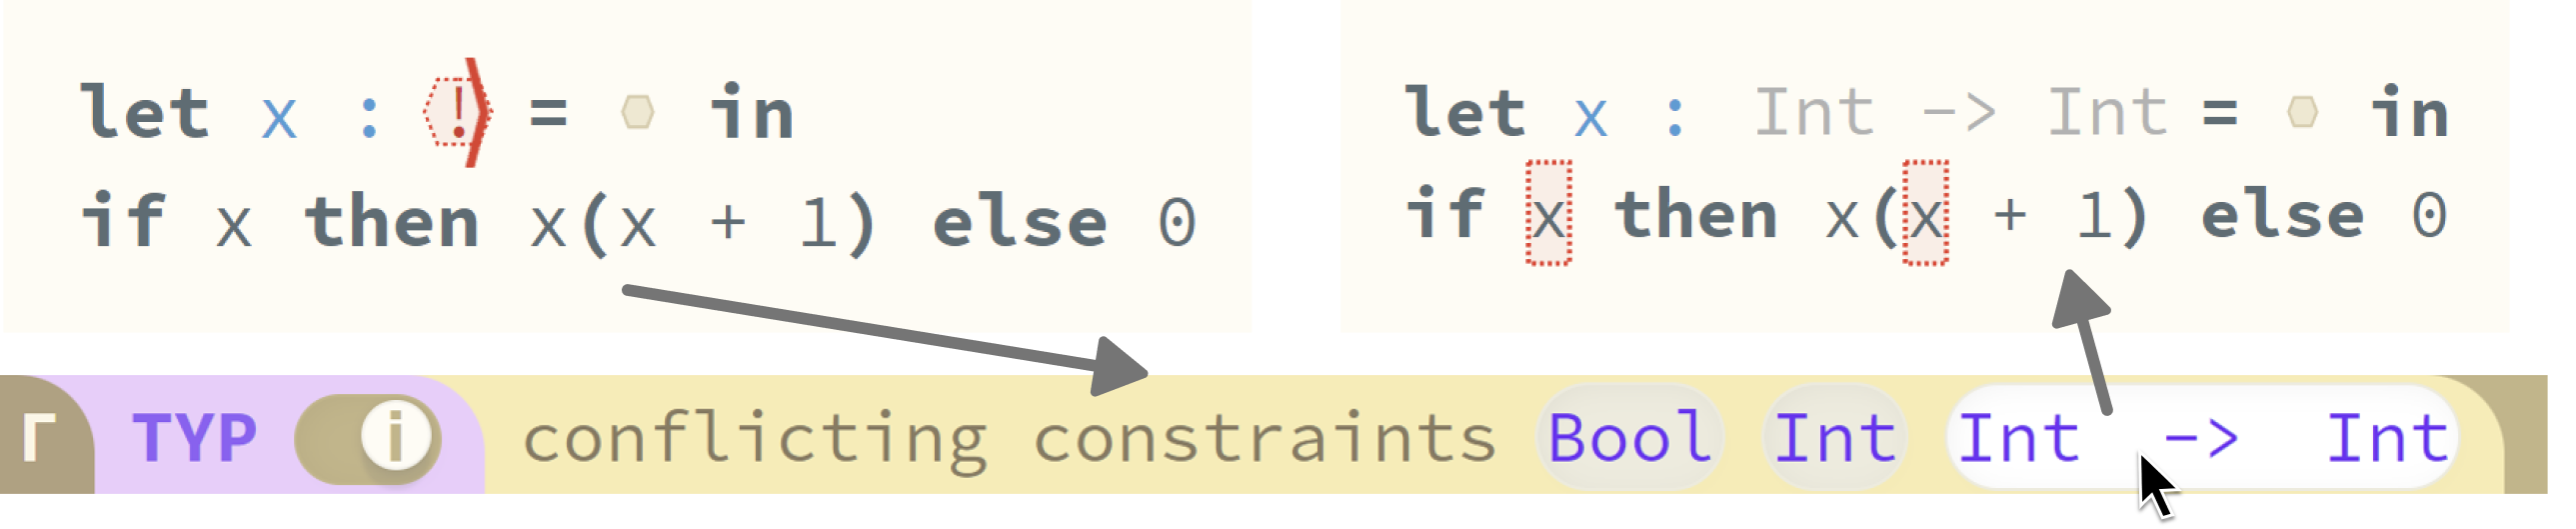 let x : ! = in
if x then x(x + 1) else 0
let x : Int -> Int = in
if x then x(x + 1) else 0
Γ TYP i conflicting constraints Bool Int Int -> Int